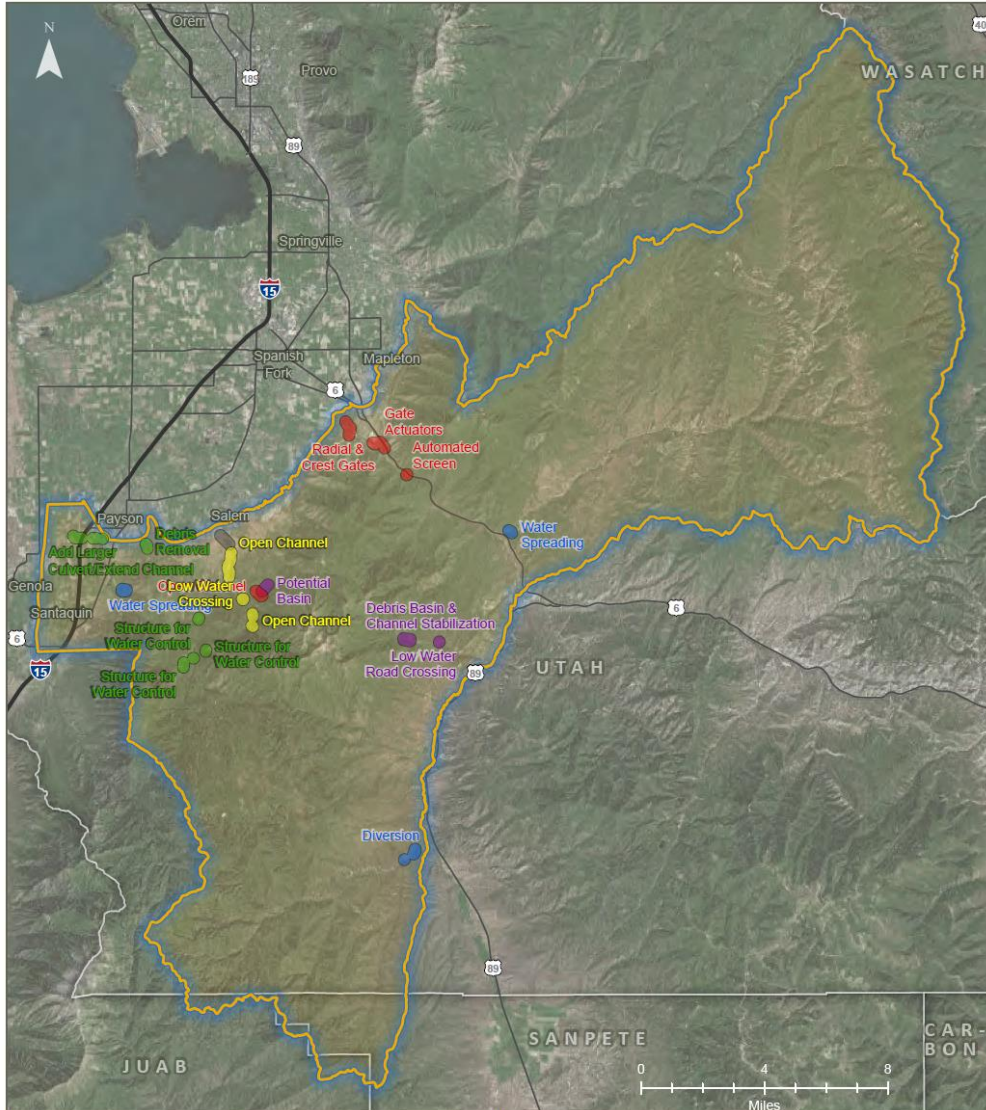 Orem
N
40
189
Provo
WASATCH
89
Springville
15
Spanish
Fork
Mapleton
6
Gate
Actuators
Radial &
Crest Gates
Automated
Screen
Payson
Salem
Debris
Removal
Add Larger
Culvert/Extend Channel
Open Channel
Water
Spreading
Genola
Low Water
Crossing
Potential
Basin
Santaquin
Water Spreading
6
15
Structure for
Water Control
Open Channel
Debris Basin &
Channel Stabilization
Low Water
Road Crossing
6
Structure for
Water Control
Structure for
Water Control
89
UTAH
Diversion
89
SANPETE
CAR-
BON
JUAB
0 4 8
Miles